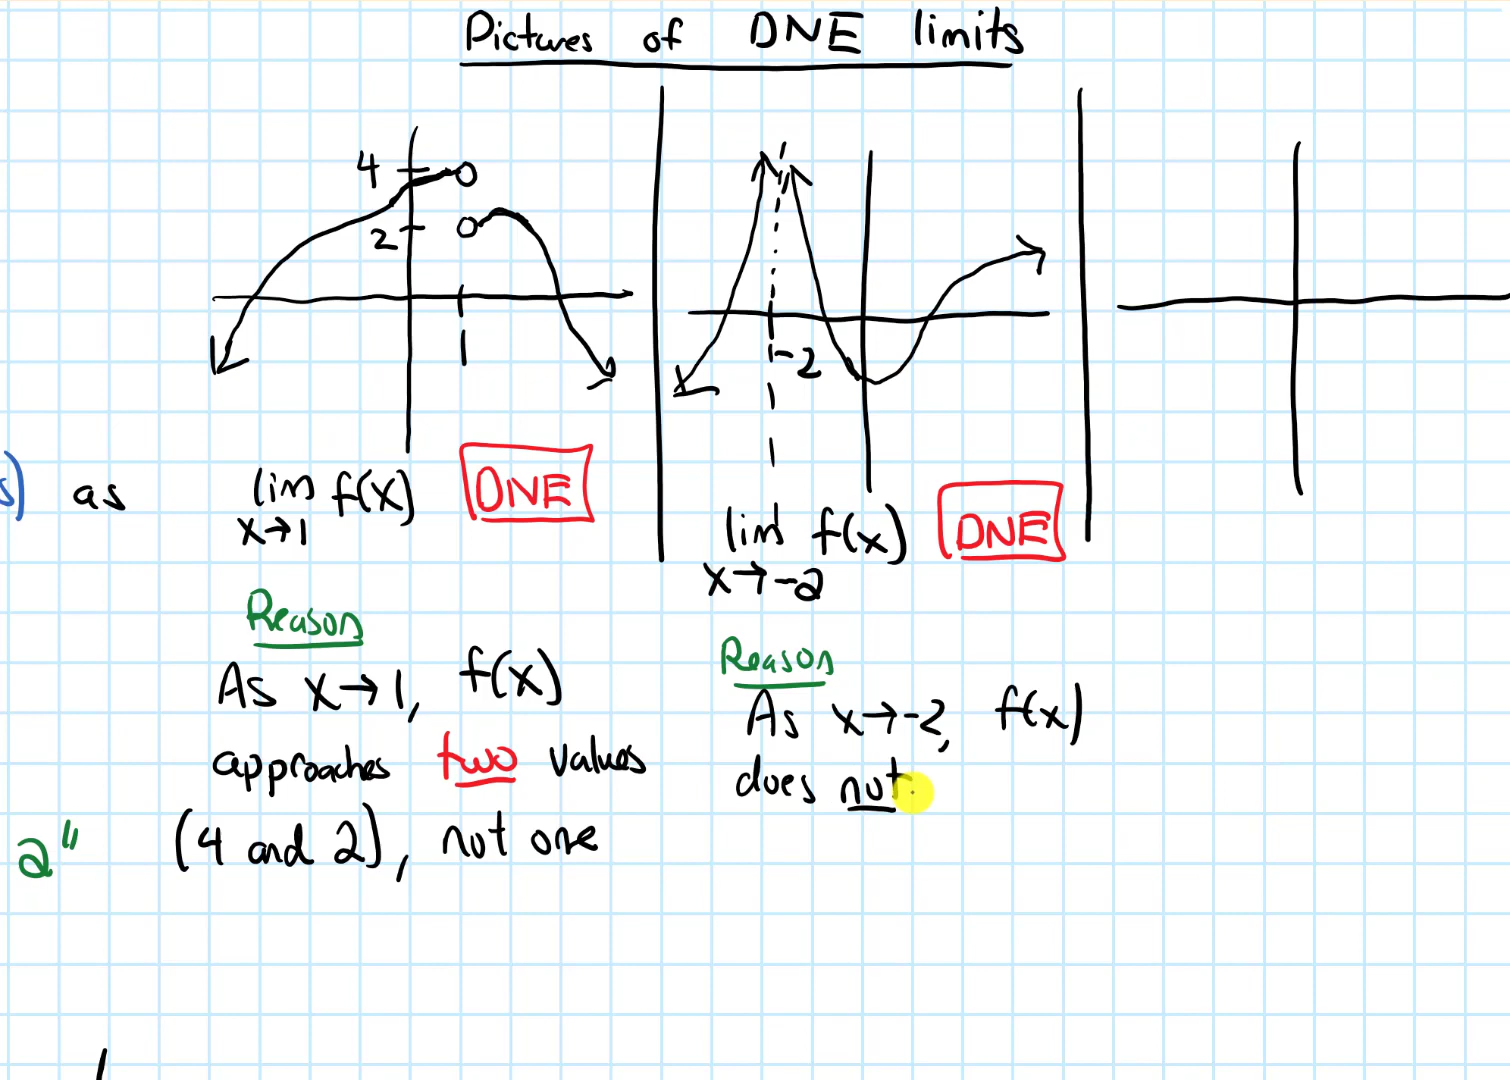 Pictures of DNE limits
4
2
1
-2
s) as
lim f(x) DNE
x→1
Reason
As x→1, f(x)
approaches two values
(4 and 2), not one
lim f(x) DNE
x→-2
Reason
As x→-2, f(x)
does not
a"